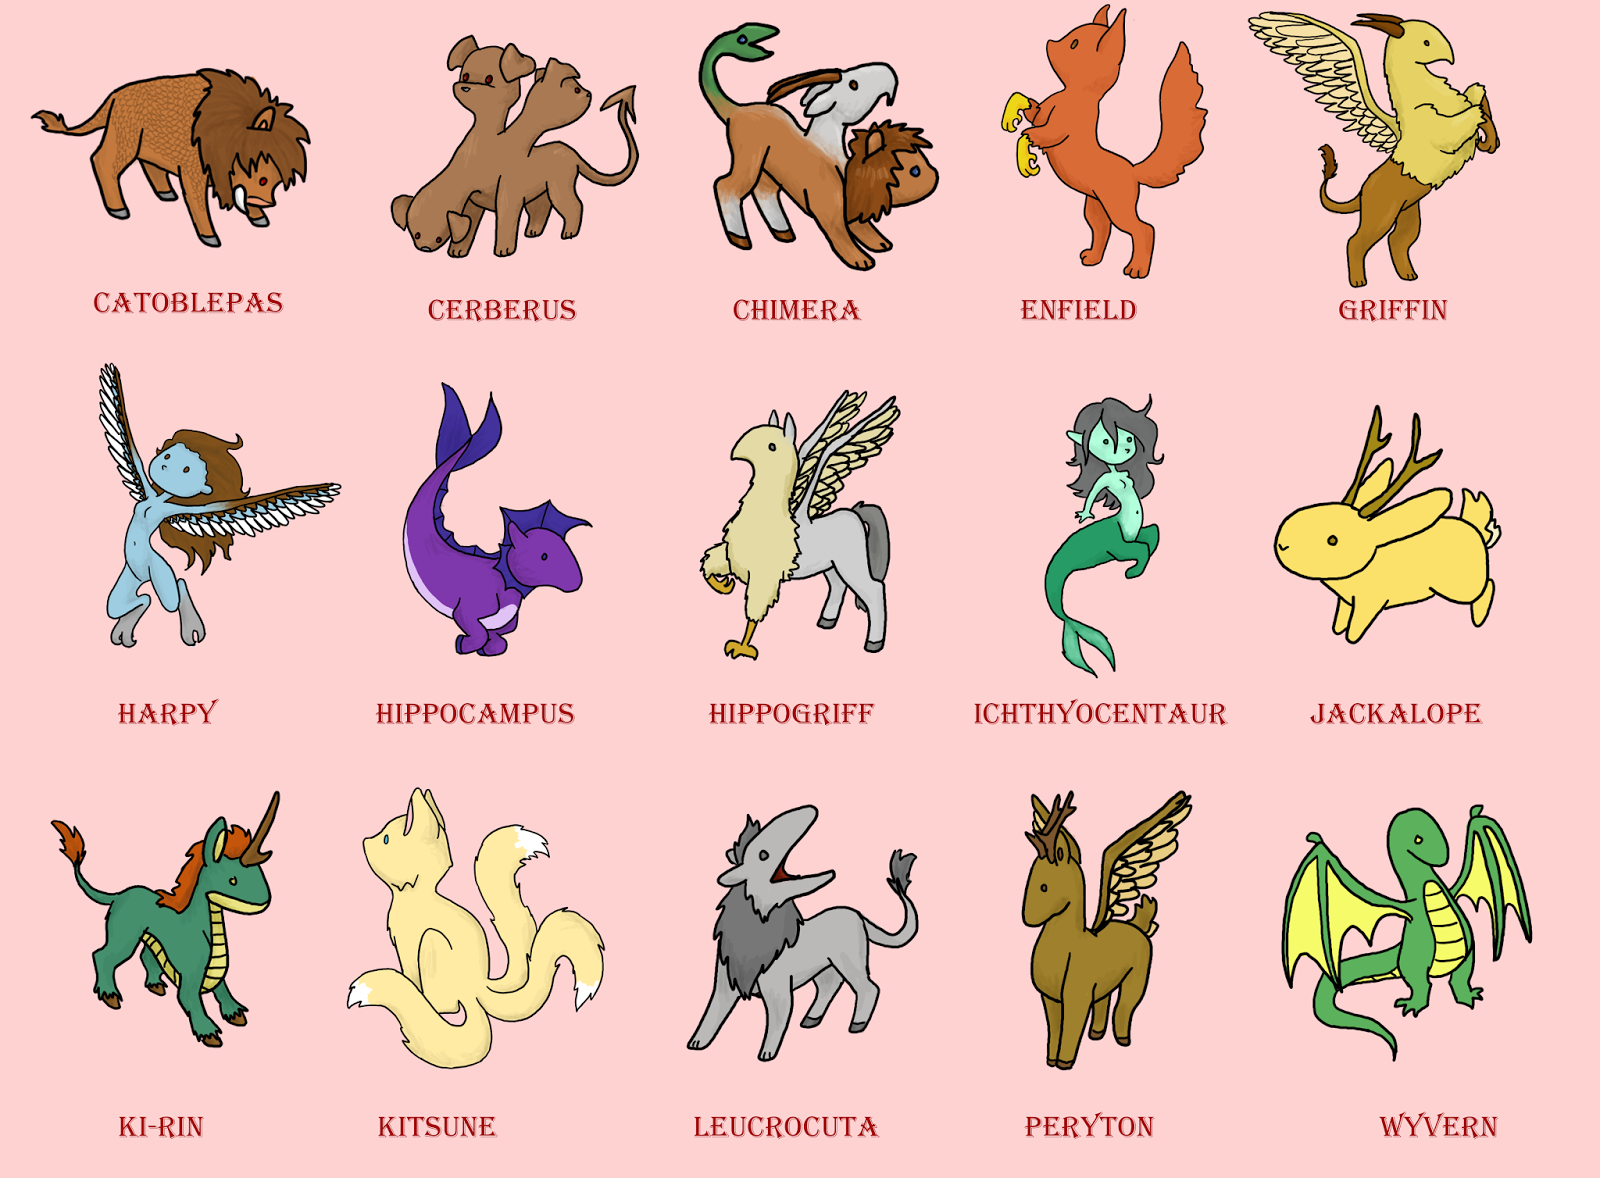 CATOBLEPAS
CERBERUS
CHIMERA
ENFIELD
GRIFFIN
HARPY
HIPPOCAMPUS
HIPPOGRIFF
ICHTHYOCENTAUR
JACKALOPE
KI-RIN
KITSUNE
LEUCROCUTA
PERYTON
WYVERN